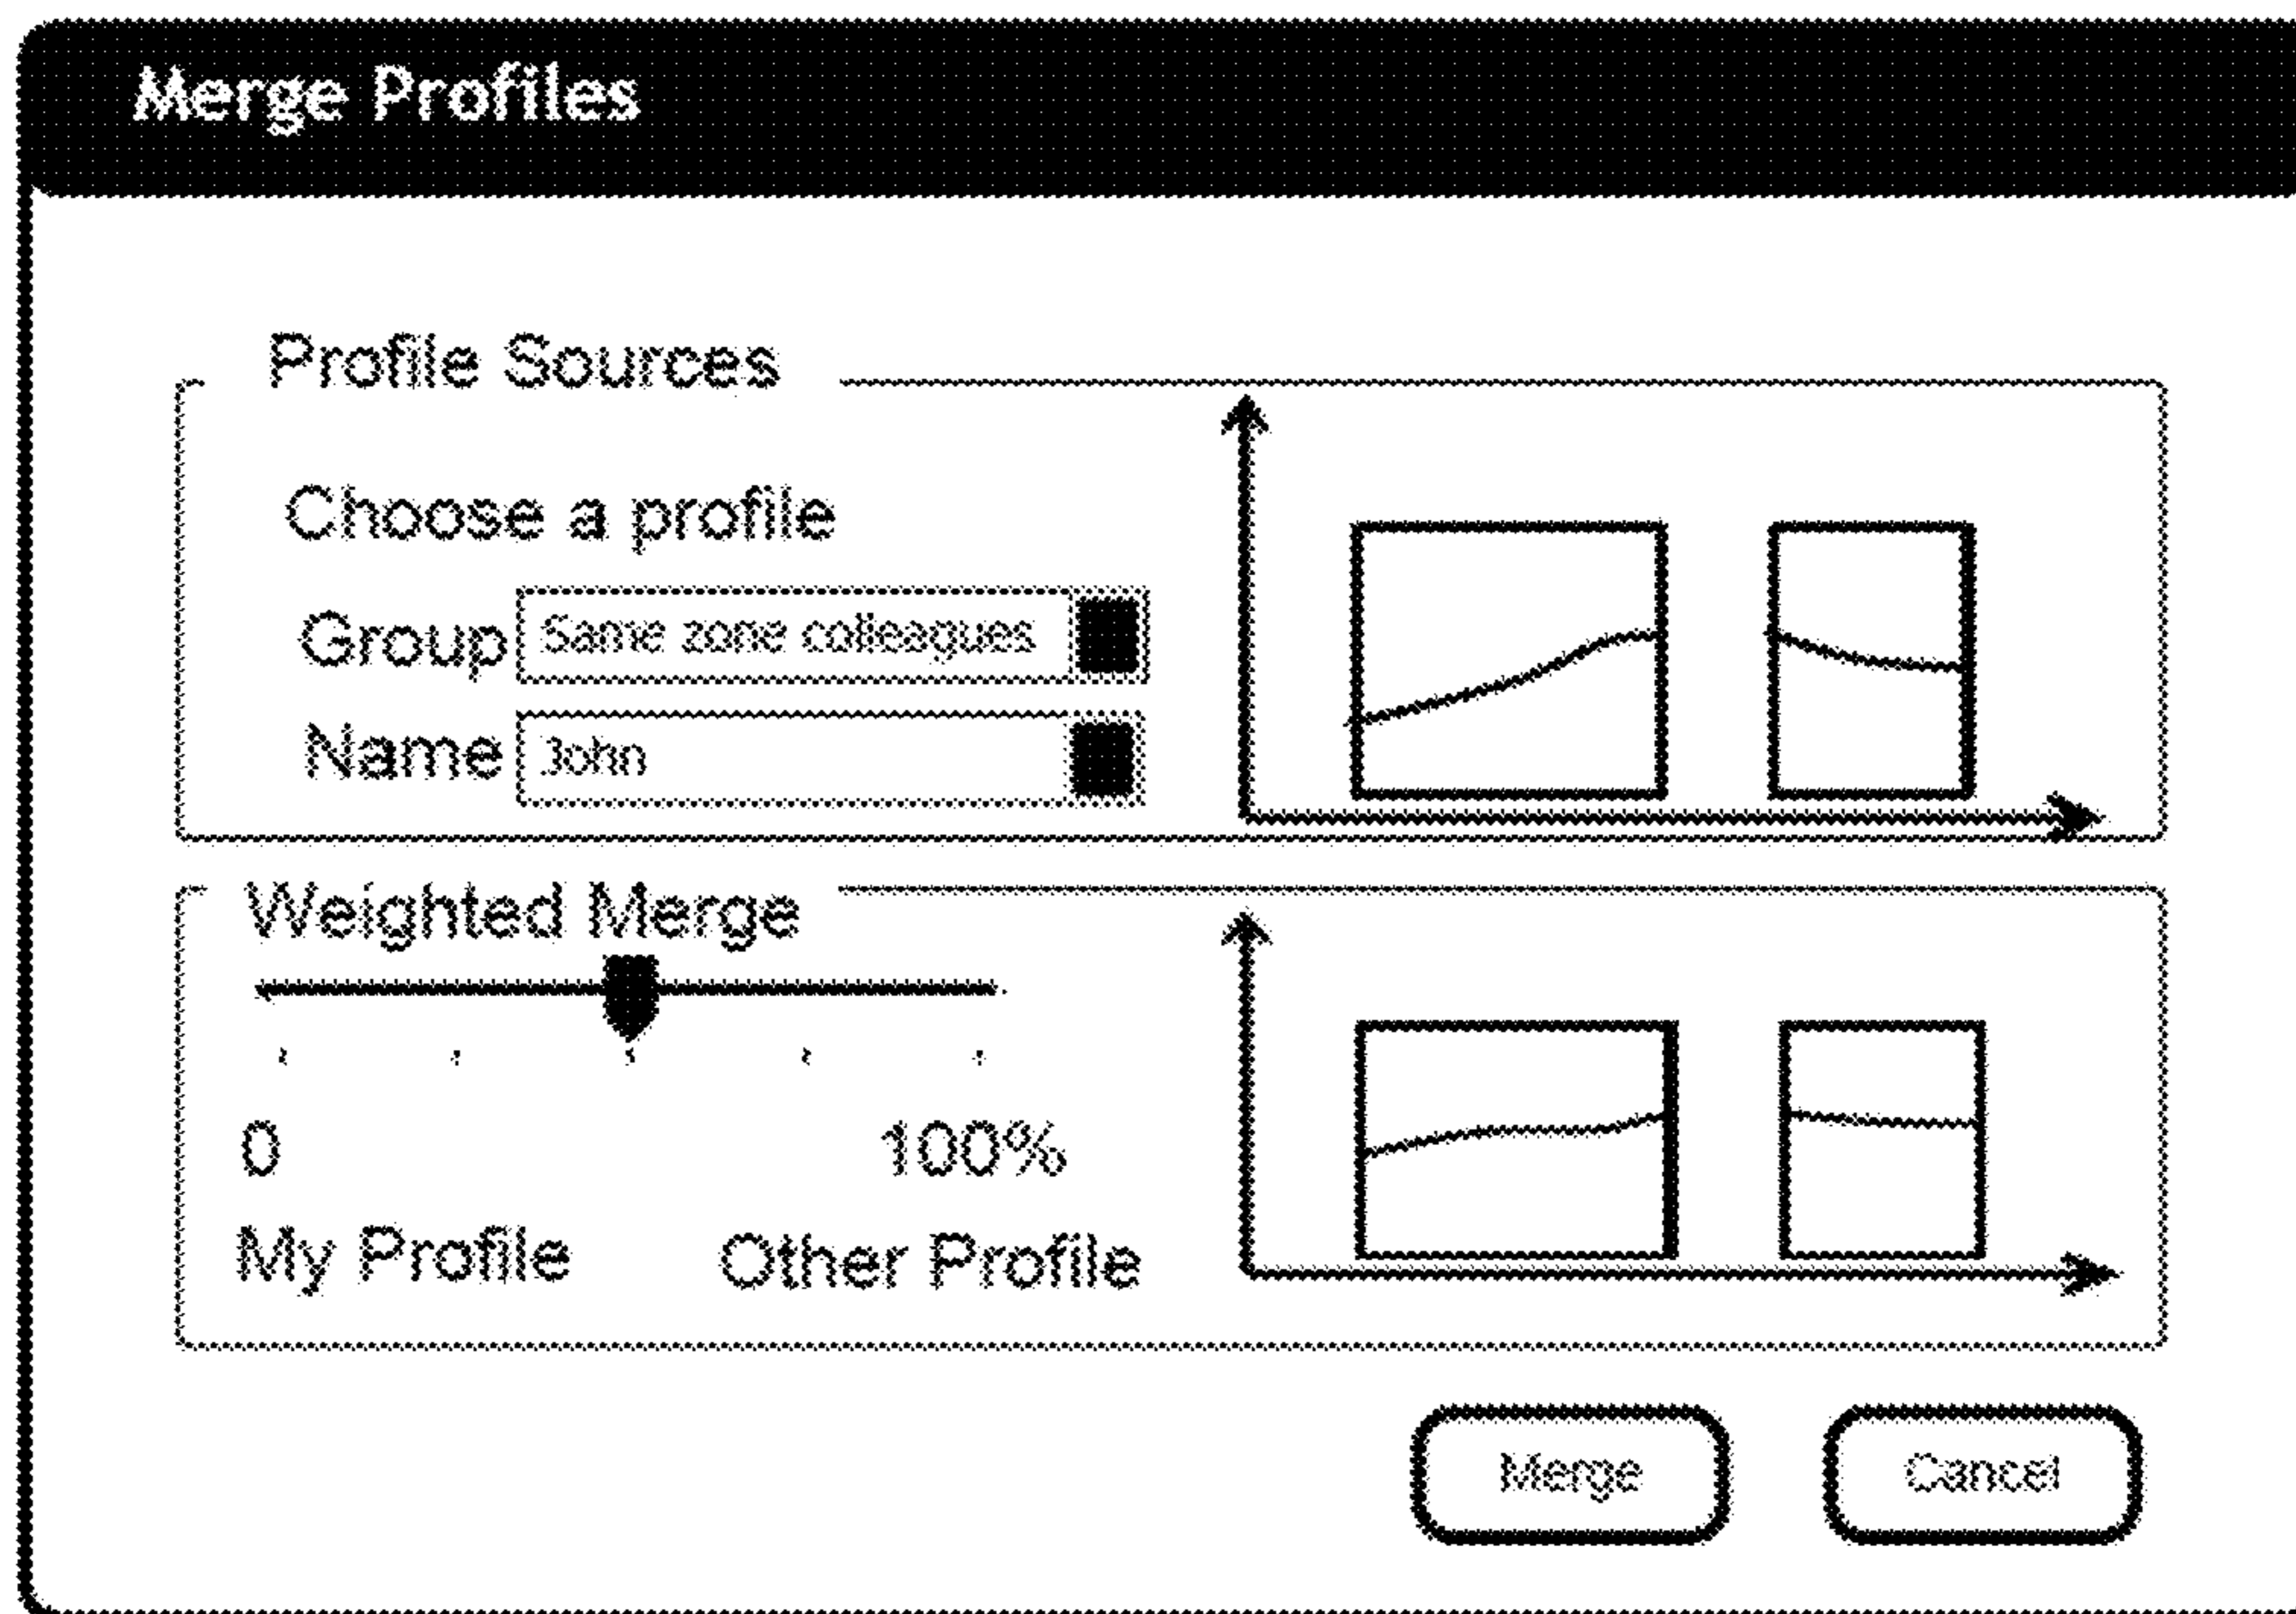 Merge Profiles
Profile Sources
Choose a profile
Group Same zone colleagues
Name John
Weighted Merge
0 100%
My Profile Other Profile
Merge Cancel